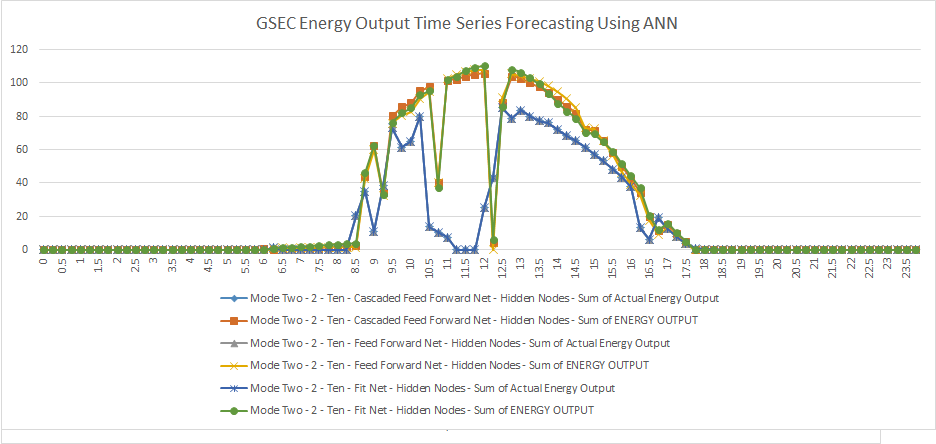 GSEC Energy Output Time Series Forecasting Using ANN
120
100
80
60
40
20
0
0 0.5 1 1.5 2 2.5 3 3.5 4 4.5 5 5.5 6 6.5 7 7.5 8 8.5 9 9.5 10 10.5 11 11.5 12 12.5 13 13.5 14 14.5 15 15.5 16 16.5 17 17.5 18 18.5 19 19.5 20 20.5 21 21.5 22 22.5 23 23.5
Mode Two - 2 - Ten - Cascaded Feed Forward Net - Hidden Nodes - Sum of Actual Energy Output
Mode Two - 2 - Ten - Cascaded Feed Forward Net - Hidden Nodes - Sum of ENERGY OUTPUT
Mode Two - 2 - Ten - Feed Forward Net - Hidden Nodes - Sum of Actual Energy Output
Mode Two - 2 - Ten - Feed Forward Net - Hidden Nodes - Sum of ENERGY OUTPUT
Mode Two - 2 - Ten - Fit Net - Hidden Nodes - Sum of Actual Energy Output
Mode Two - 2 - Ten - Fit Net - Hidden Nodes - Sum of ENERGY OUTPUT